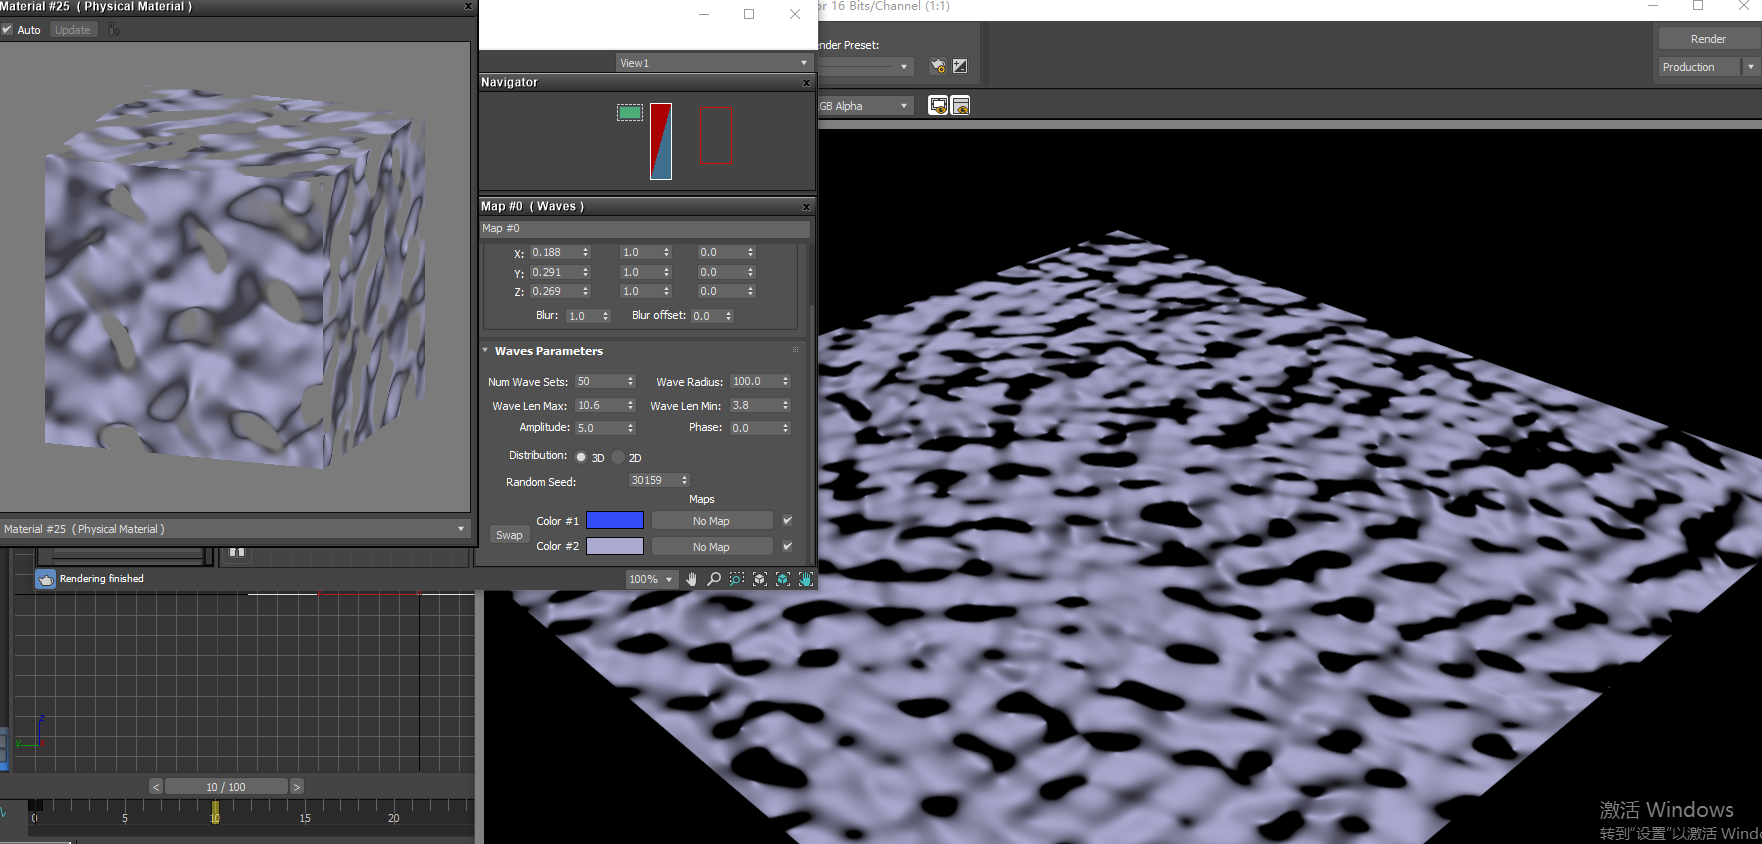 Material #25  ( Physical Material )
x
Auto
Update
or 16 Bits/Channel (1:1)
nder Preset:
Render
Production
View1
Navigator
x
GB Alpha
Map #0  ( Waves )
x
Map #0
X: 0.188 1.0 0.0
Y: 0.291 1.0 0.0
Z: 0.269 1.0 0.0
Blur: 1.0 Blur offset: 0.0
Waves Parameters
Num Wave Sets: 50 Wave Radius: 100.0
Wave Len Max: 10.6 Wave Len Min: 3.8
Amplitude: 5.0 Phase: 0.0
Distribution: 3D 2D
Random Seed: 30159
Maps
Color #1 No Map
Swap
Color #2 No Map
Material #25  ( Physical Material )
Rendering finished
100%
z
y
< 10 / 100 >
0 5 10 15 20
激活 Windows
转到“设置”以激活 Windo